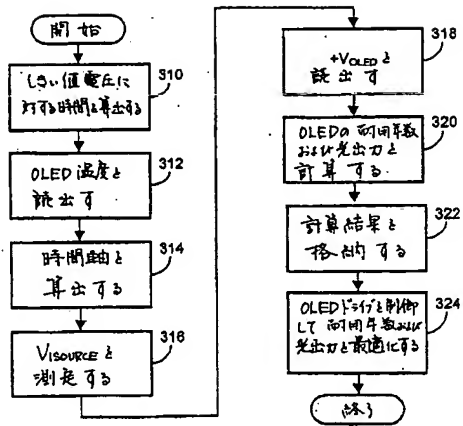 開始
しきい値電圧に
対する時間を算出する
310
OLED 温度を
読出す
312
時間軸を
算出する
314
VISOURCEを
測定する
316
+VOLEDを
読出す
318
OLEDの耐用年数
および光出力を
計算する
320
計算結果を
格納する
322
OLEDドライブを制御
して耐用年数および
光出力を最適化する
324
終了